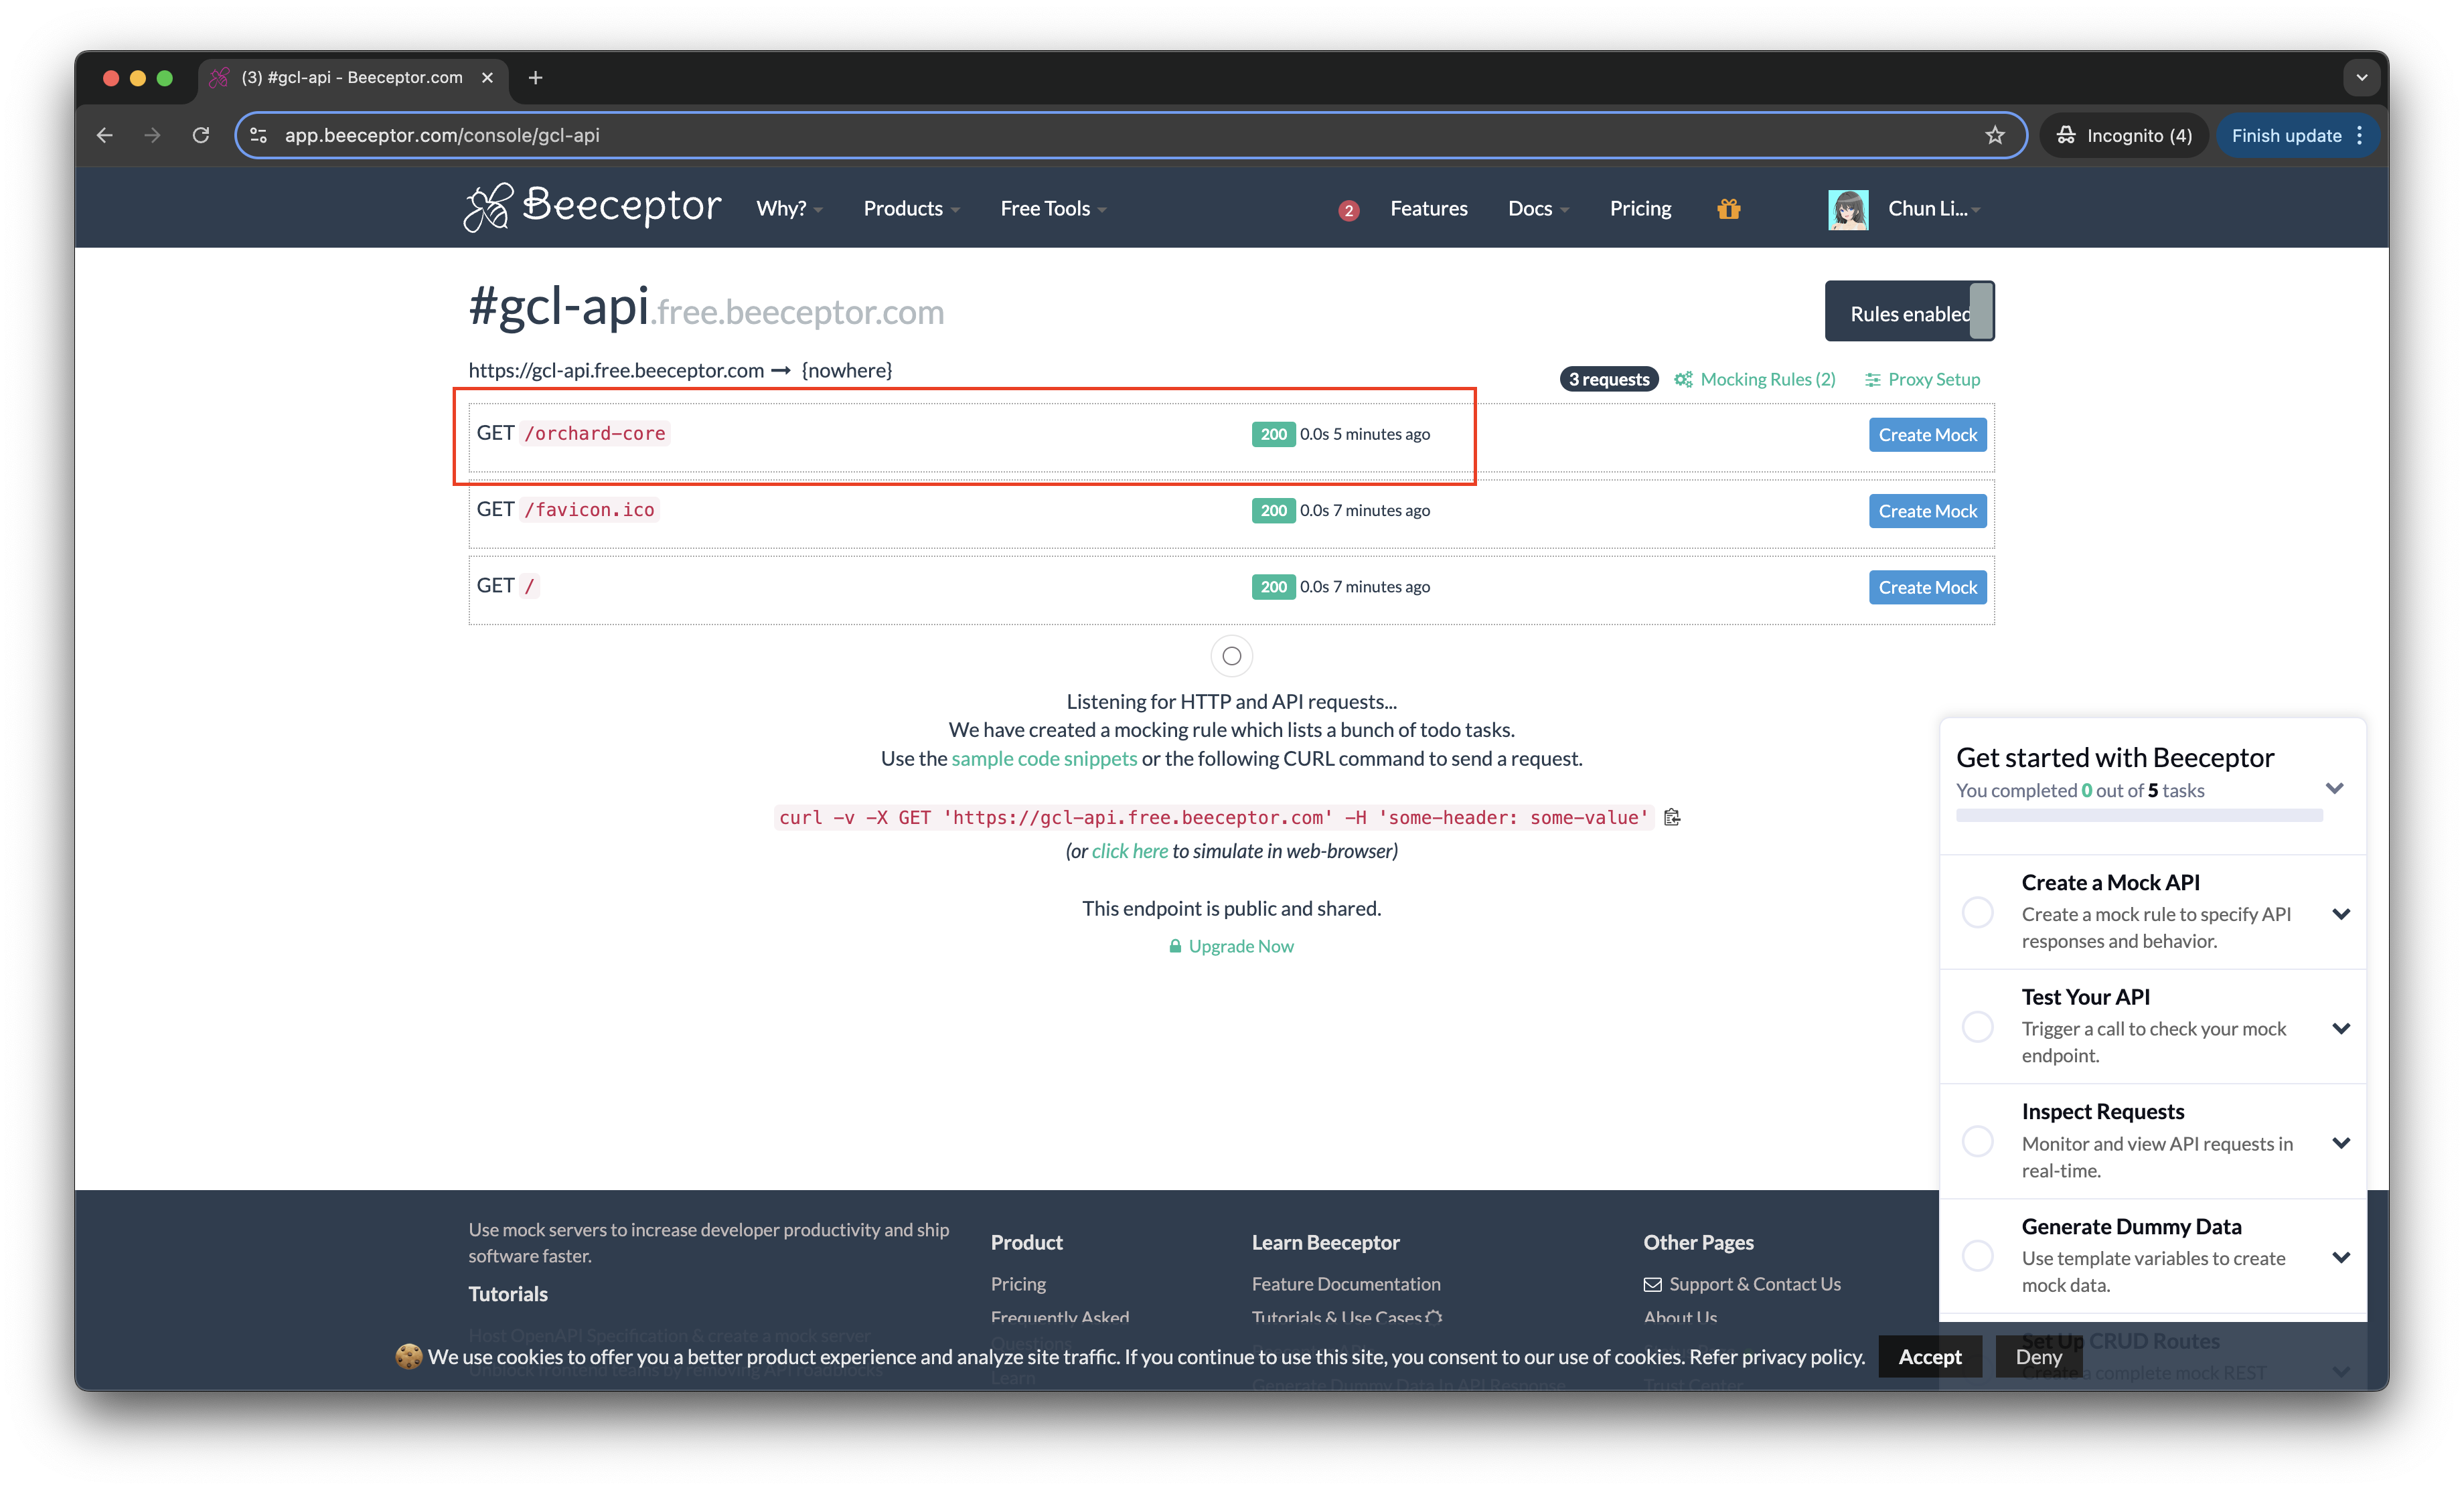 (3) #gcl-api - Beeceptor.com
app.beeceptor.com/console/gcl-api
Incognito (4)
Finish update
Beeceptor
Why?
Products
Free Tools
2
Features
Docs
Pricing
Chun Li...
#gcl-api.free.beeceptor.com
Rules enabled
https://gcl-api.free.beeceptor.com → {nowhere}
3 requests
Mocking Rules (2)
Proxy Setup
GET /orchard-core
200 0.0s 5 minutes ago
Create Mock
GET /favicon.ico
200 0.0s 7 minutes ago
Create Mock
GET /
200 0.0s 7 minutes ago
Create Mock
Listening for HTTP and API requests...
We have created a mocking rule which lists a bunch of todo tasks.
Use the sample code snippets or the following CURL command to send a request.
curl -v -X GET 'https://gcl-api.free.beeceptor.com' -H 'some-header: some-value'
(or click here to simulate in web-browser)
This endpoint is public and shared.
Upgrade Now
Get started with Beeceptor
You completed 0 out of 5 tasks
Create a Mock API
Create a mock rule to specify API
responses and behavior.
Test Your API
Trigger a call to check your mock
endpoint.
Inspect Requests
Monitor and view API requests in
real-time.
Generate Dummy Data
Use template variables to create
mock data.
Set Up CRUD Routes
Create a complete mock REST
Use mock servers to increase developer productivity and ship
software faster.
Tutorials
Host OpenAPI Specification & create a mock server
Unblock frontend teams by removing API roadblocks
Product
Pricing
Frequently Asked
Questions
Learn
Learn Beeceptor
Feature Documentation
Tutorials & Use Cases
Generate Dummy Data In API Response
Other Pages
Support & Contact Us
About Us
Trust Center
We use cookies to offer you a better product experience and analyze site traffic. If you continue to use this site, you consent to our use of cookies. Refer privacy policy.
Accept
Deny